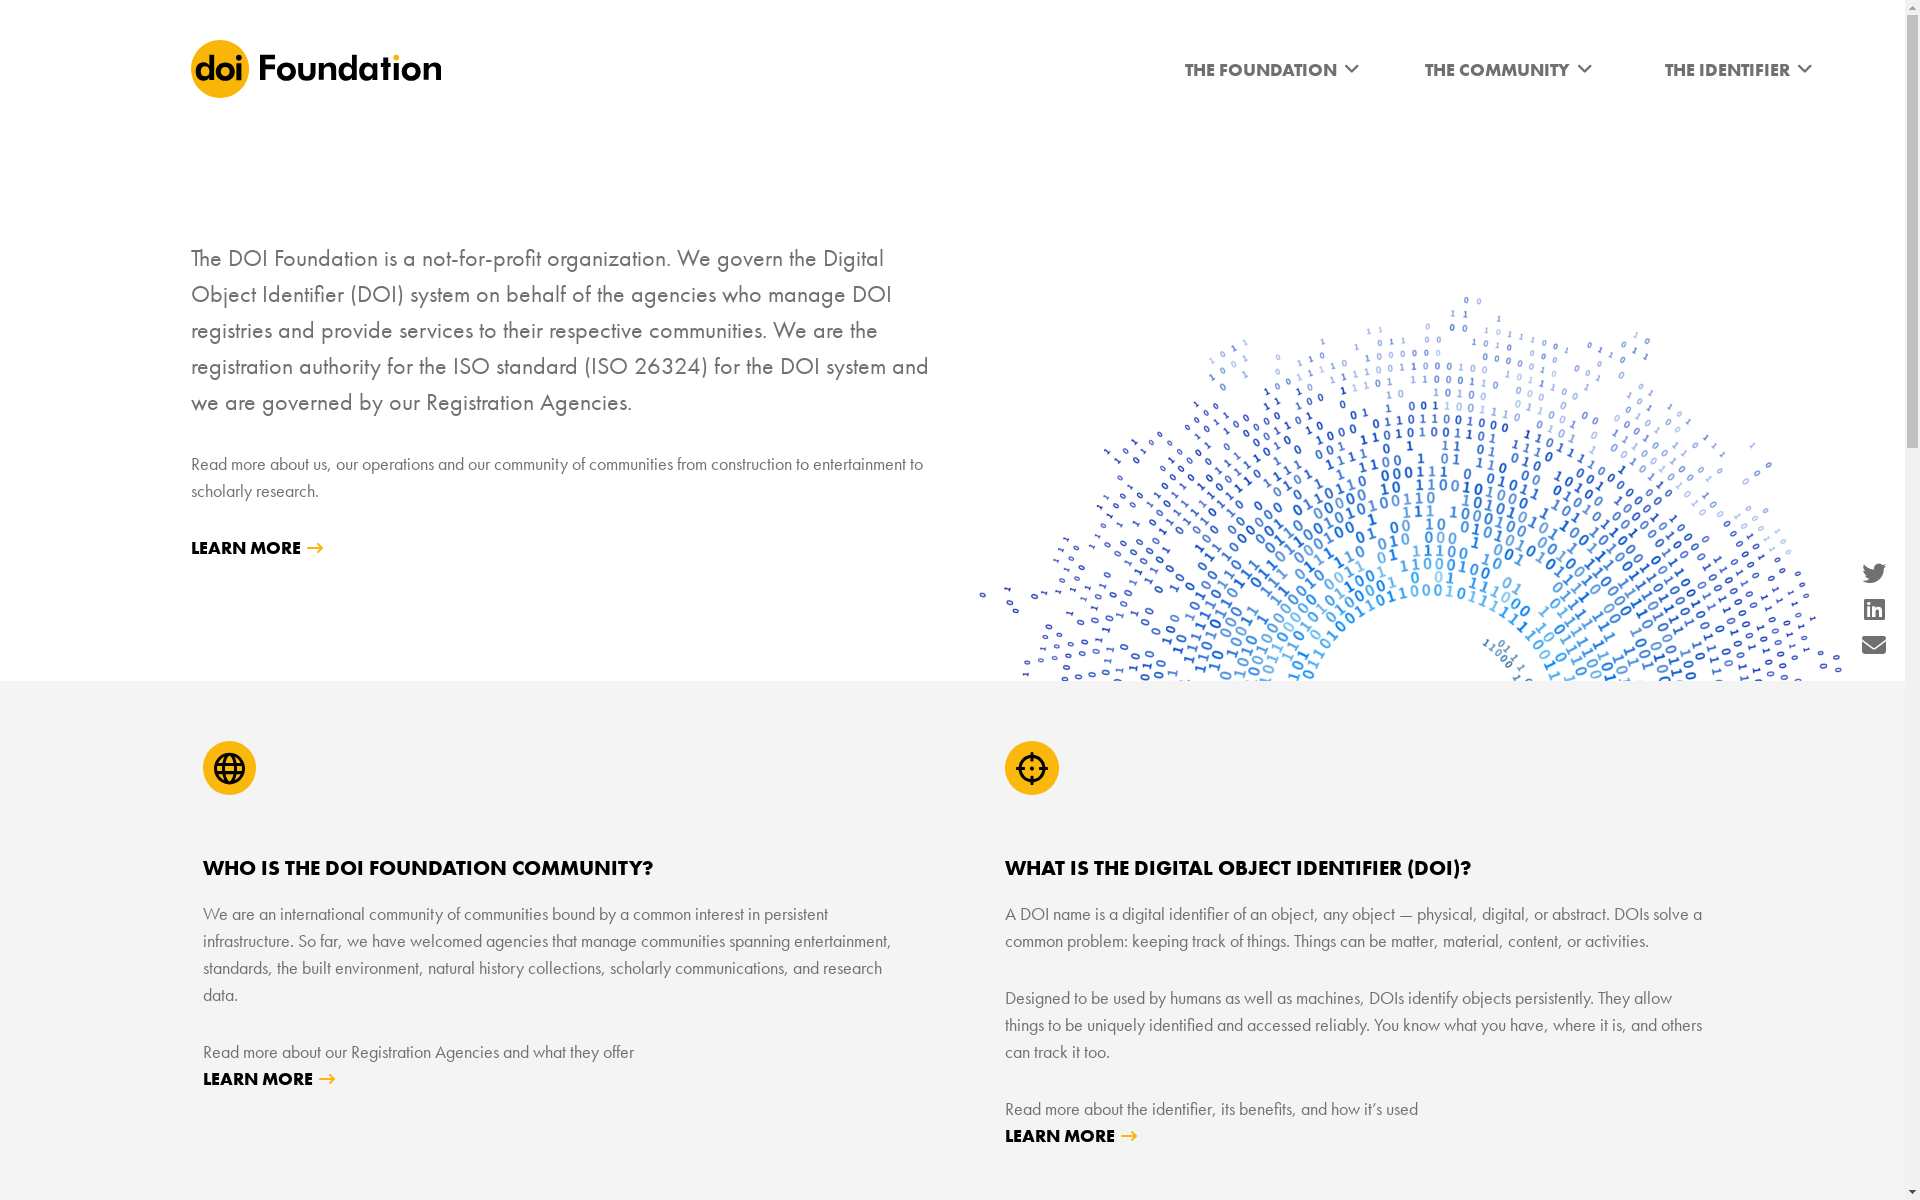 doi Foundation
THE FOUNDATION
THE COMMUNITY
THE IDENTIFIER
The DOI Foundation is a not-for-profit organization. We govern the Digital
Object Identifier (DOI) system on behalf of the agencies who manage DOI
registries and provide services to their respective communities. We are the
registration authority for the ISO standard (ISO 26324) for the DOI system and
we are governed by our Registration Agencies.
Read more about us, our operations and our community of communities from construction to entertainment to
scholarly research.
LEARN MORE
WHO IS THE DOI FOUNDATION COMMUNITY?
We are an international community of communities bound by a common interest in persistent
infrastructure. So far, we have welcomed agencies that manage communities spanning entertainment,
standards, the built environment, natural history collections, scholarly communications, and research
data.
Read more about our Registration Agencies and what they offer
LEARN MORE
WHAT IS THE DIGITAL OBJECT IDENTIFIER (DOI)?
A DOI name is a digital identifier of an object, any object — physical, digital, or abstract. DOIs solve a
common problem: keeping track of things. Things can be matter, material, content, or activities.
Designed to be used by humans as well as machines, DOIs identify objects persistently. They allow
things to be uniquely identified and accessed reliably. You know what you have, where it is, and others
can track it too.
Read more about the identifier, its benefits, and how it’s used
LEARN MORE